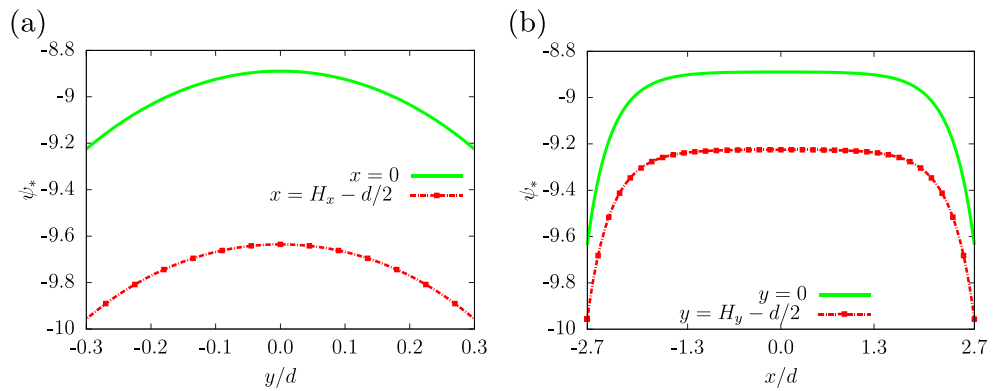 (a)
-8.8
-9
-9.2
-9.4
-9.6
-9.8
-10
ψ*
x = 0
x = Hₓ − d/2
-0.3 -0.2 -0.1 0.0 0.1 0.2 0.3
y/d
(b)
-8.8
-9
-9.2
-9.4
-9.6
-9.8
-10
ψ*
y = 0
y = H_y − d/2
-2.7 -1.3 0.0 1.3 2.7
x/d